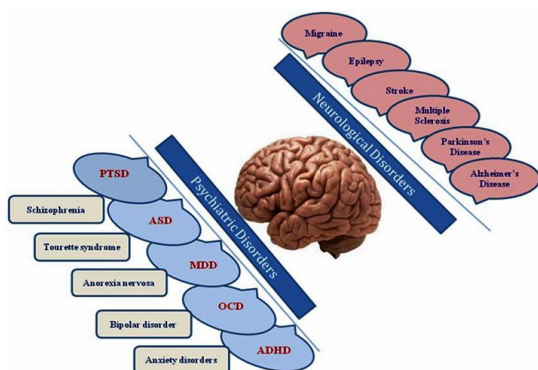 Migraine
Epilepsy
Stroke
Multiple
Sclerosis
Parkinson's
Disease
Alzheimer's
Disease
Neurological Disorders
Psychiatric Disorders
PTSD
Schizophrenia
ASD
Tourette syndrome
MDD
Anorexia nervosa
OCD
Bipolar disorder
ADHD
Anxiety disorders